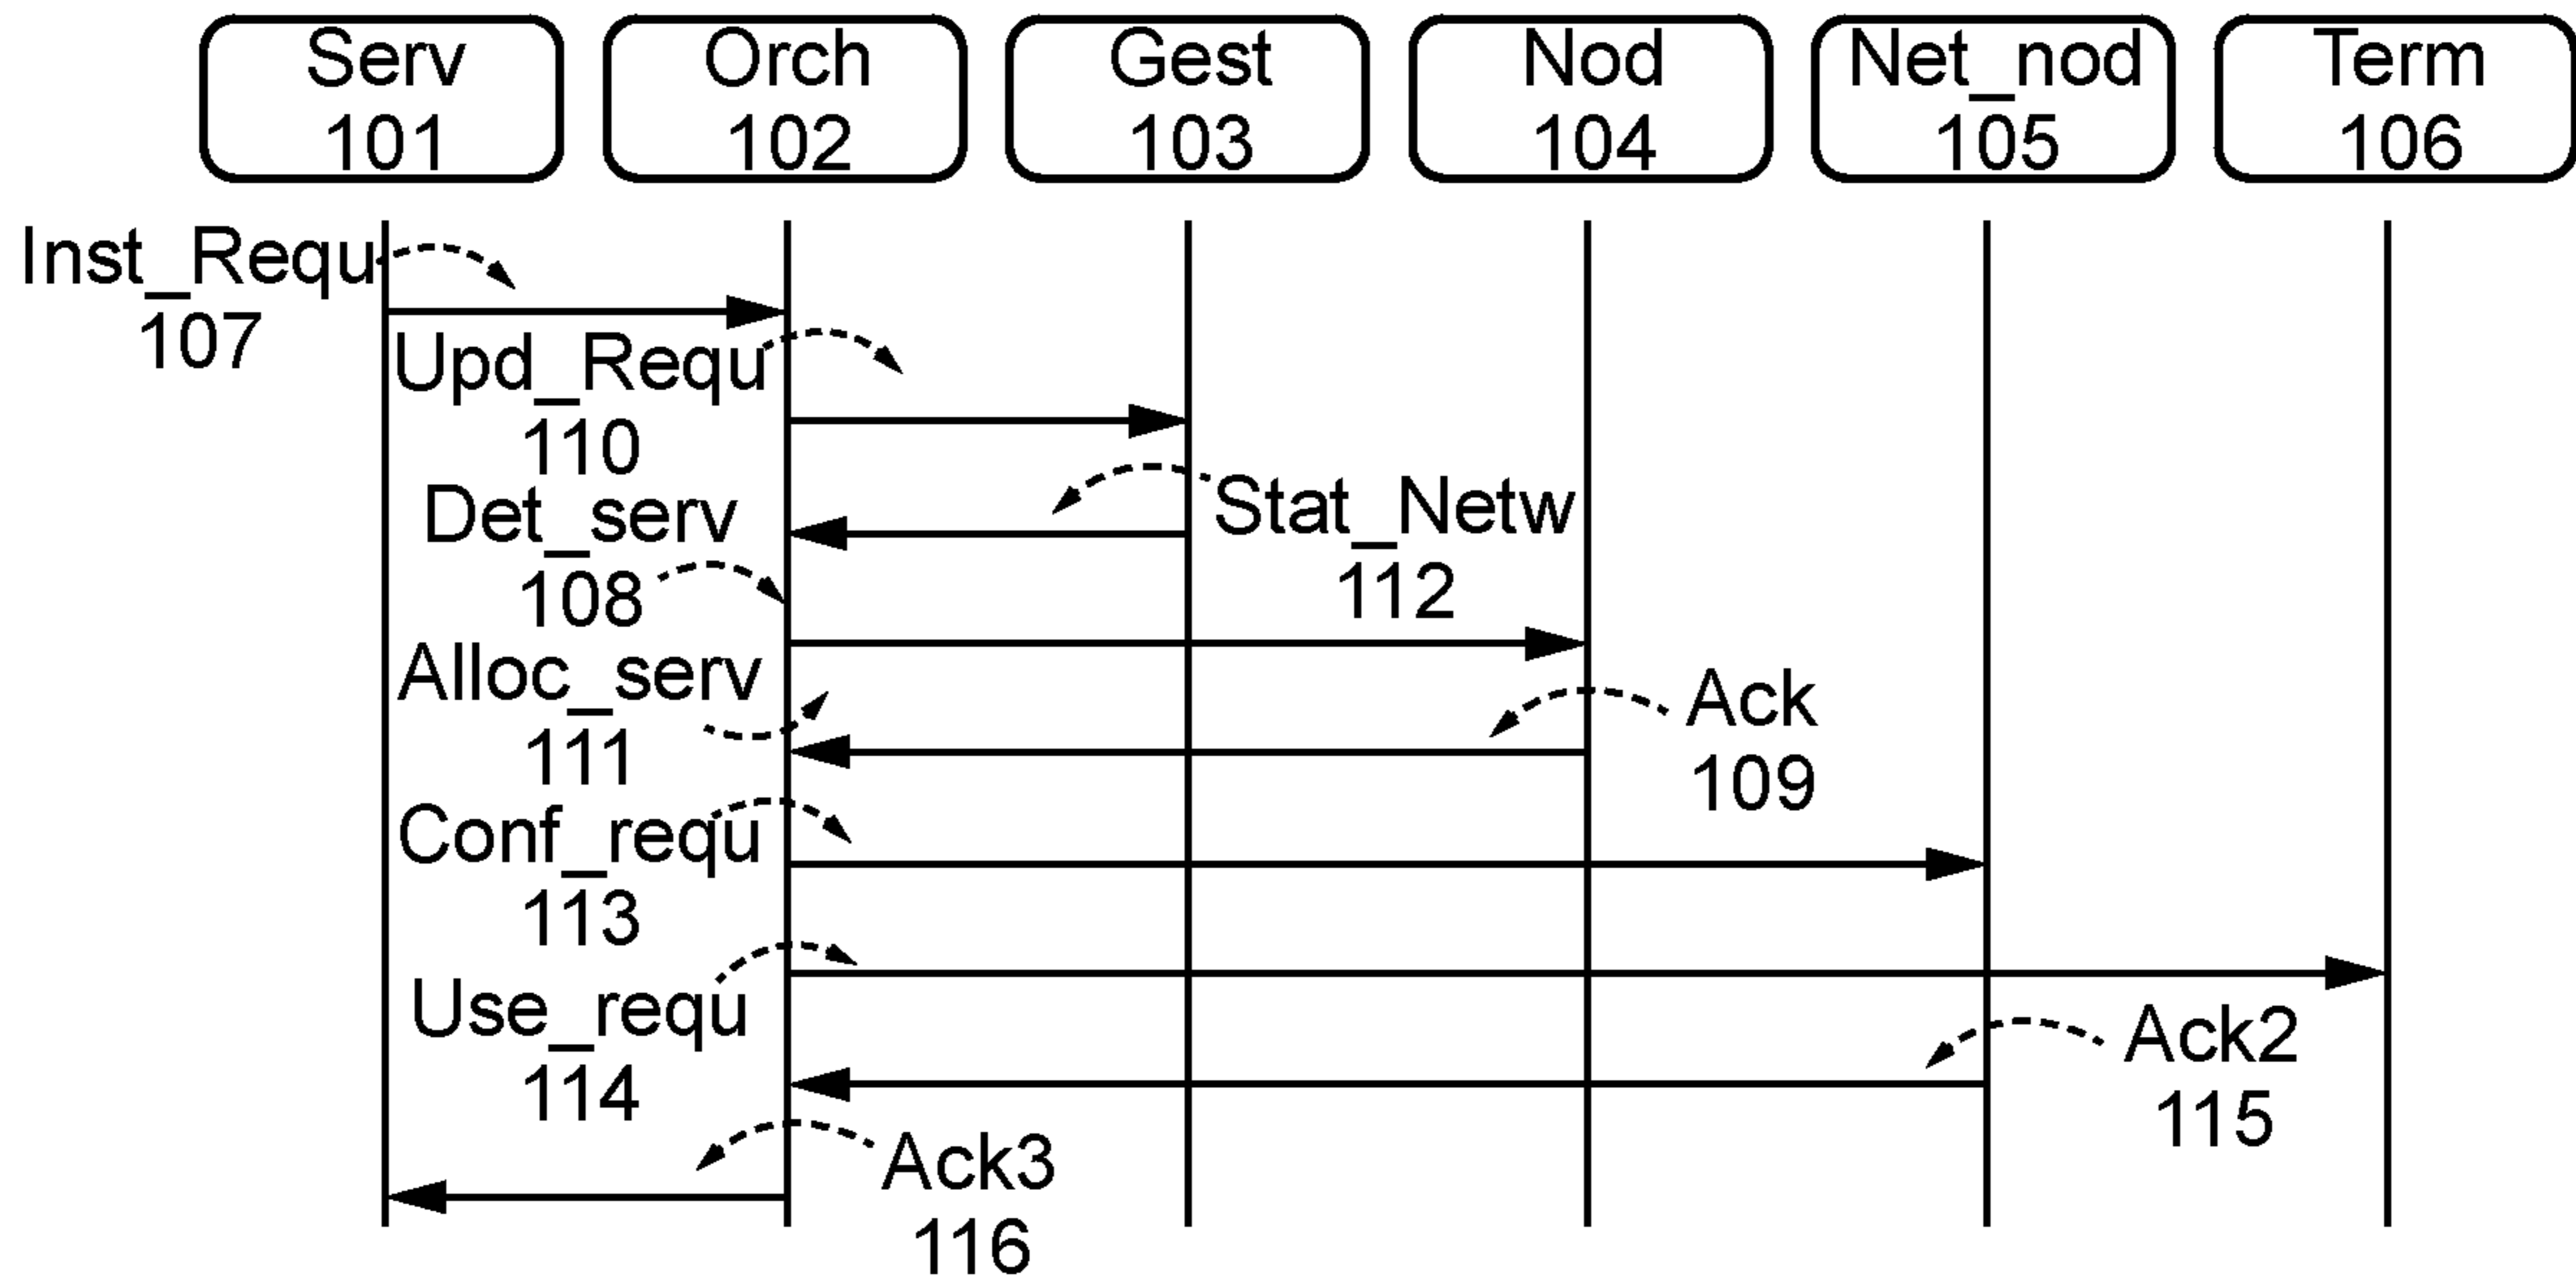 Serv
101
Orch
102
Gest
103
Nod
104
Net_nod
105
Term
106
Inst_Requ
107
Upd_Requ
110
Stat_Netw
112
Det_serv
108
Alloc_serv
111
Ack
109
Conf_requ
113
Use_requ
114
Ack2
115
Ack3
116